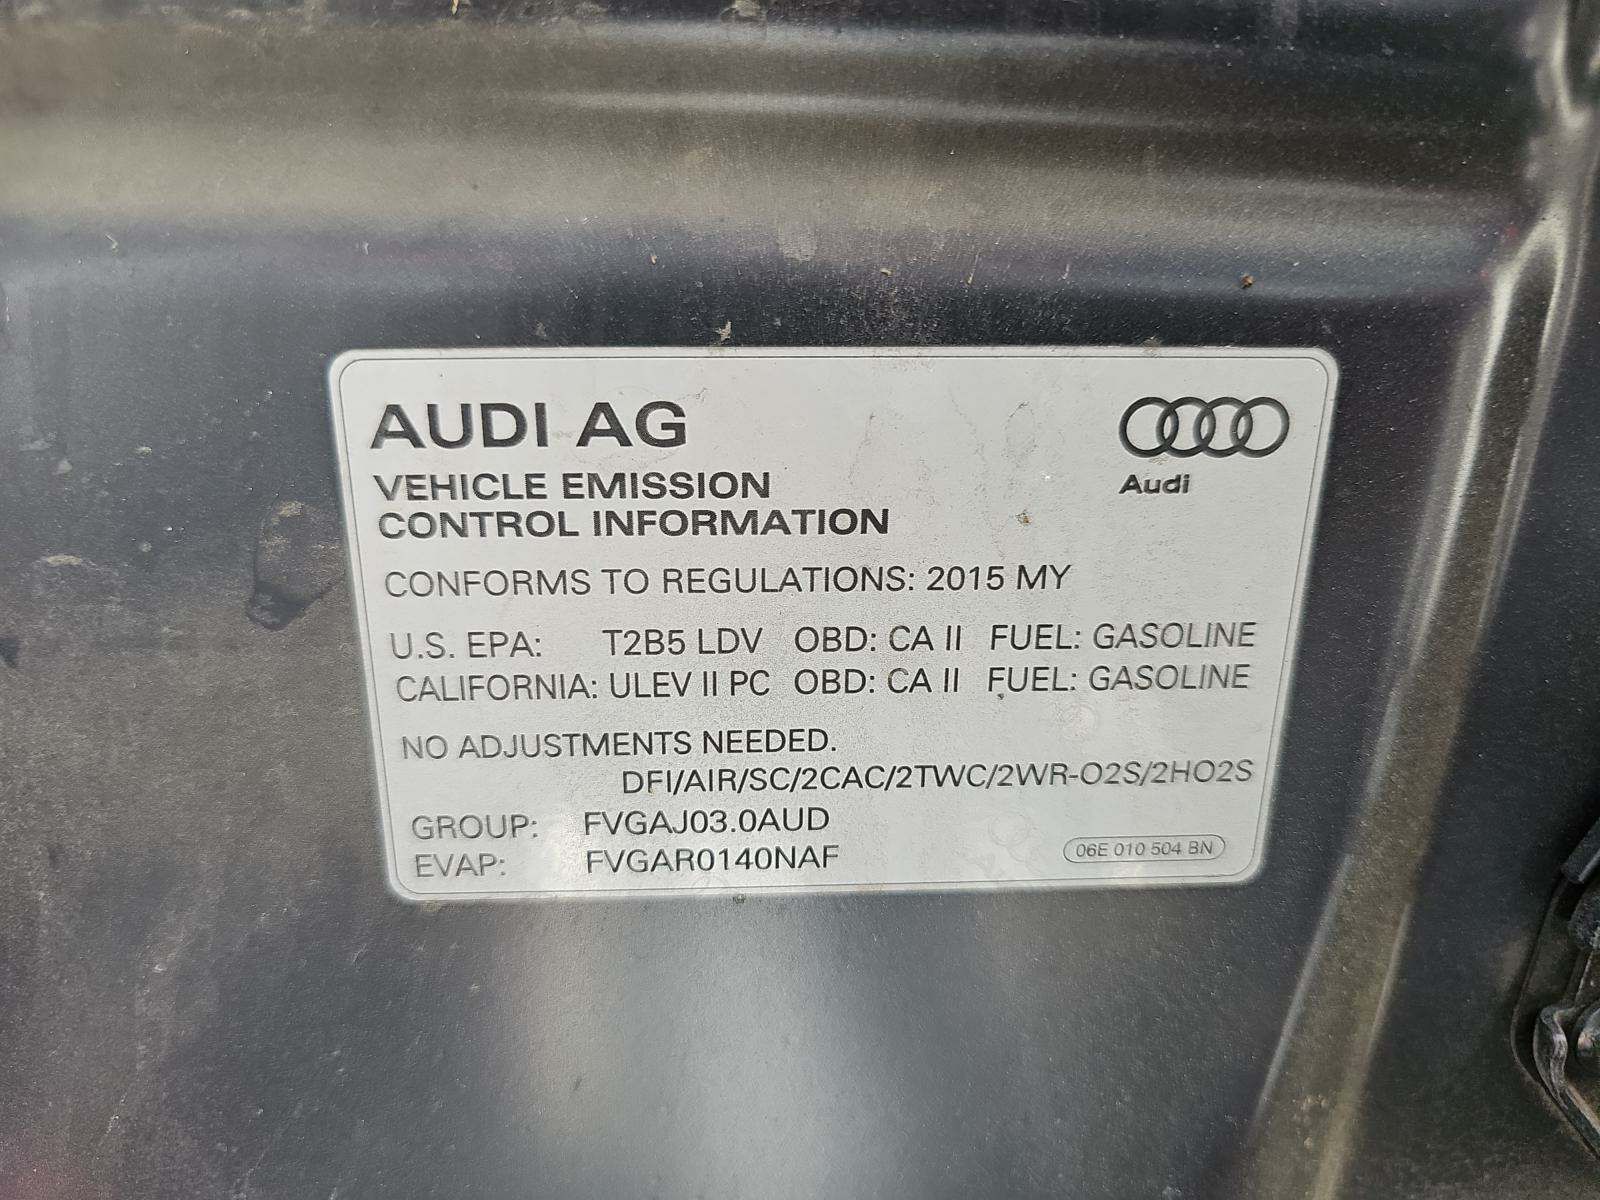 AUDI AG
Audi
VEHICLE EMISSION
CONTROL INFORMATION
CONFORMS TO REGULATIONS: 2015 MY
U.S. EPA: T2B5 LDV OBD: CA II FUEL: GASOLINE
CALIFORNIA: ULEV II PC OBD: CA II FUEL: GASOLINE
NO ADJUSTMENTS NEEDED.
DFI/AIR/SC/2CAC/2TWC/2WR-O2S/2HO2S
GROUP: FVGAJ03.0AUD
EVAP: FVGAR0140NAF
06E 010 504 BN